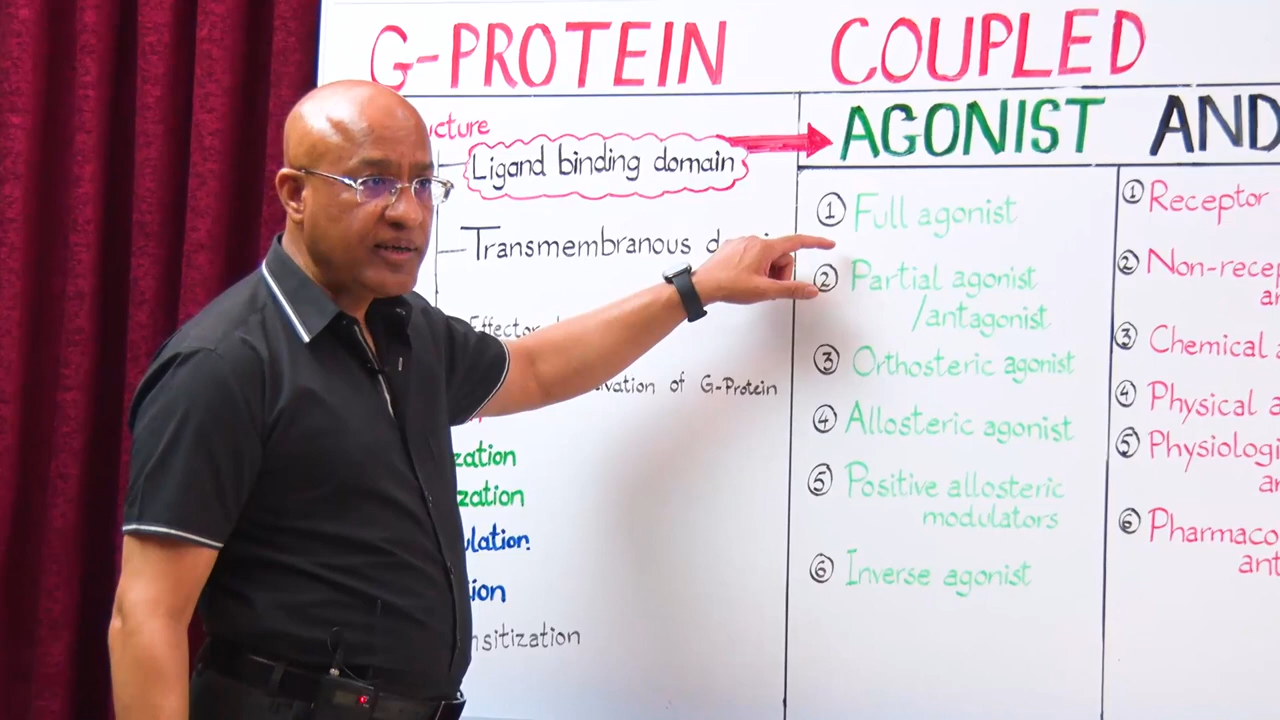 G-PROTEIN COUPLED
ucture
Ligand binding domain
Transmembranous
Effector
vation of G-Protein
zation
zation
ulation
ion
nsitization
AGONIST AND
① Full agonist
② Partial agonist
/antagonist
③ Orthosteric agonist
④ Allosteric agonist
⑤ Positive allosteric
modulators
⑥ Inverse agonist
① Receptor
② Non-recep
an
③ Chemical a
④ Physical a
⑤ Physiologi
an
⑥ Pharmaco
ant